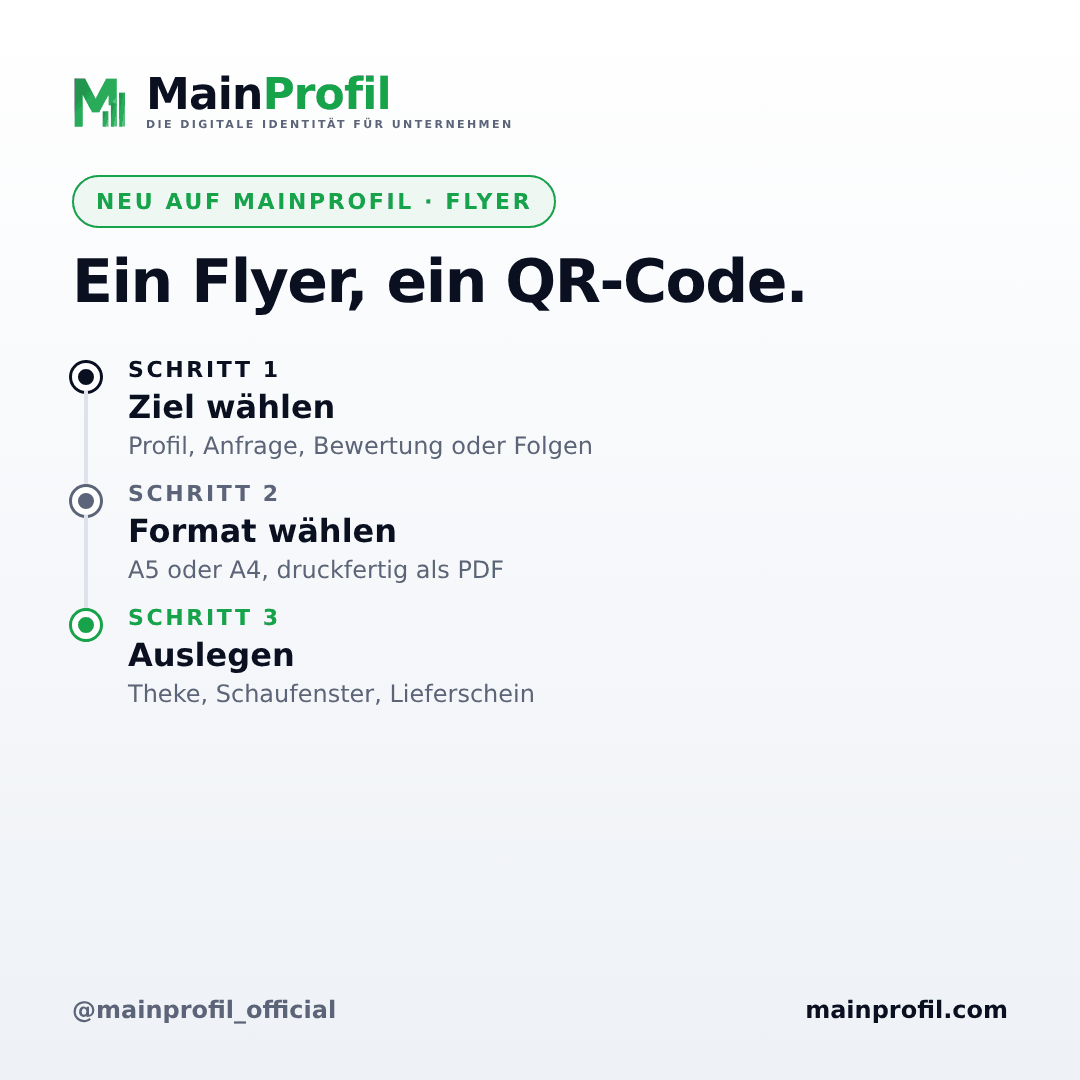 MainProfil
DIE DIGITALE IDENTITÄT FÜR UNTERNEHMEN
NEU AUF MAINPROFIL · FLYER
Ein Flyer, ein QR-Code.
SCHRITT 1
Ziel wählen
Profil, Anfrage, Bewertung oder Folgen
SCHRITT 2
Format wählen
A5 oder A4, druckfertig als PDF
SCHRITT 3
Auslegen
Theke, Schaufenster, Lieferschein
@mainprofil_official
mainprofil.com